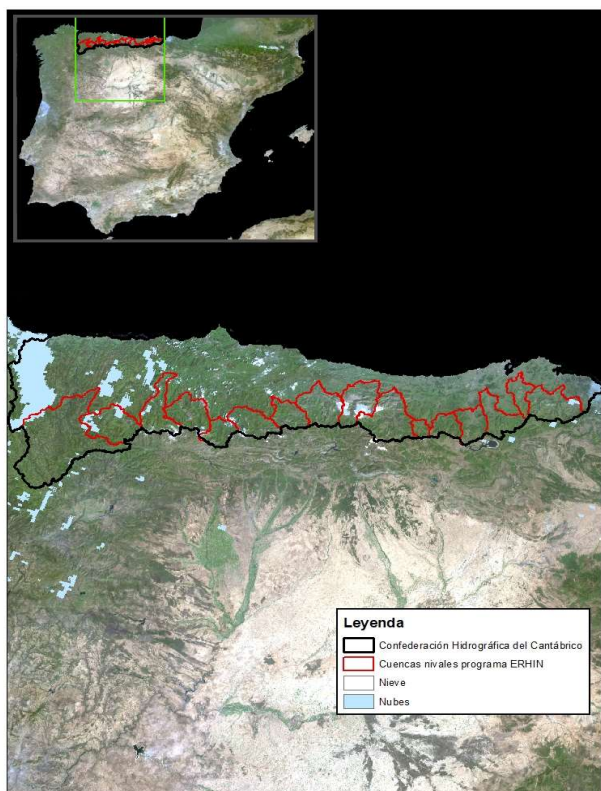 Leyenda
Confederación Hidrográfica del Cantábrico
Cuencas nivales programa ERHIN
Nieve
Nubes